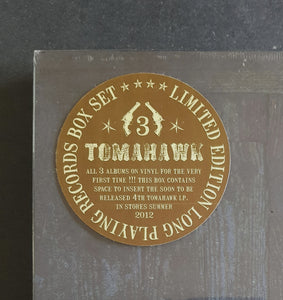 LIMITED EDITION LONG PLAYING RECORDS BOX SET
3
TOMAHAWK
ALL 3 ALBUMS ON VINYL FOR THE VERY
FIRST TIME !!! THIS BOX CONTAINS
SPACE TO INSERT THE SOON TO BE
RELEASED 4TH TOMAHAWK LP.
IN STORES SUMMER
2012